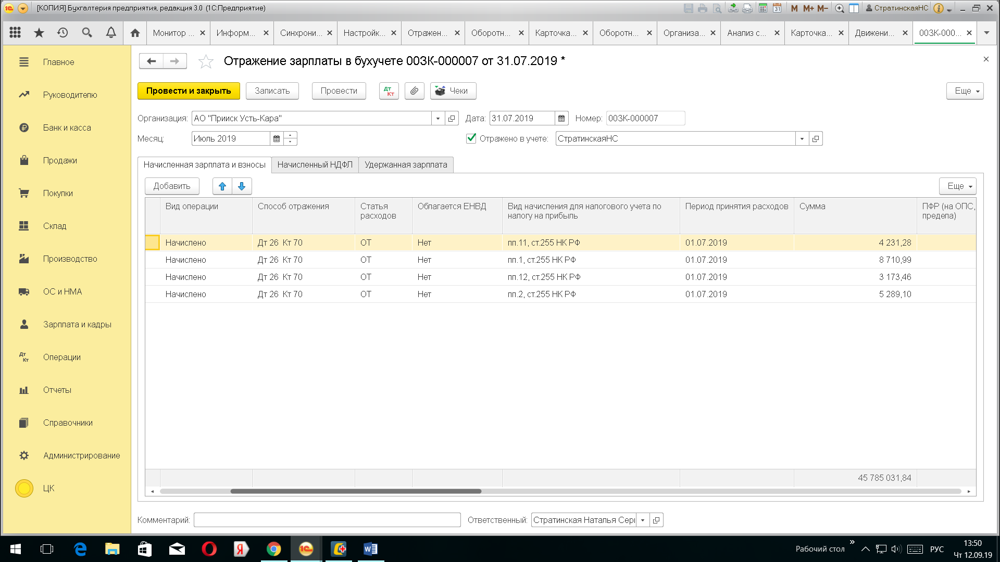 [КОПИЯ] Бухгалтерия предприятия, редакция 3.0 (1С:Предприятие)
M M+ M- СтратинскаяНС
Монитор ... Информ... Синхрони... Настройк... Отражен... Оборотн... Карточка... Оборотн... Организа... Анализ с... Карточка... Движени... 00ЗК-000...
Главное
Руководителю
Банк и касса
Продажи
Покупки
Склад
Производство
ОС и НМА
Зарплата и кадры
Операции
Отчеты
Справочники
Администрирование
ЦК
Отражение зарплаты в бухучете 00ЗК-000007 от 31.07.2019 *
Провести и закрыть Записать Провести Дт Кт Чеки Еще
Организация: АО "Прииск Усть-Кара" Дата: 31.07.2019 Номер: 00ЗК-000007
Месяц: Июль 2019 Отражено в учете: СтратинскаяНС
Начисленная зарплата и взносы Начисленный НДФЛ Удержанная зарплата
Добавить Еще
Вид операции Способ отражения Статья расходов Облагается ЕНВД Вид начисления для налогового учета по налогу на прибыль Период принятия расходов Сумма ПФР (на ОПС, предела)
Начислено Дт 26 Кт 70 ОТ Нет пп.11, ст.255 НК РФ 01.07.2019 4 231,28
Начислено Дт 26 Кт 70 ОТ Нет пп.1, ст.255 НК РФ 01.07.2019 8 710,99
Начислено Дт 26 Кт 70 ОТ Нет пп.12, ст.255 НК РФ 01.07.2019 3 173,46
Начислено Дт 26 Кт 70 ОТ Нет пп.2, ст.255 НК РФ 01.07.2019 5 289,10
45 785 031,84
Комментарий: Ответственный: Стратинская Наталья Сер
Рабочий стол » РУС 13:50
Чт 12.09.19